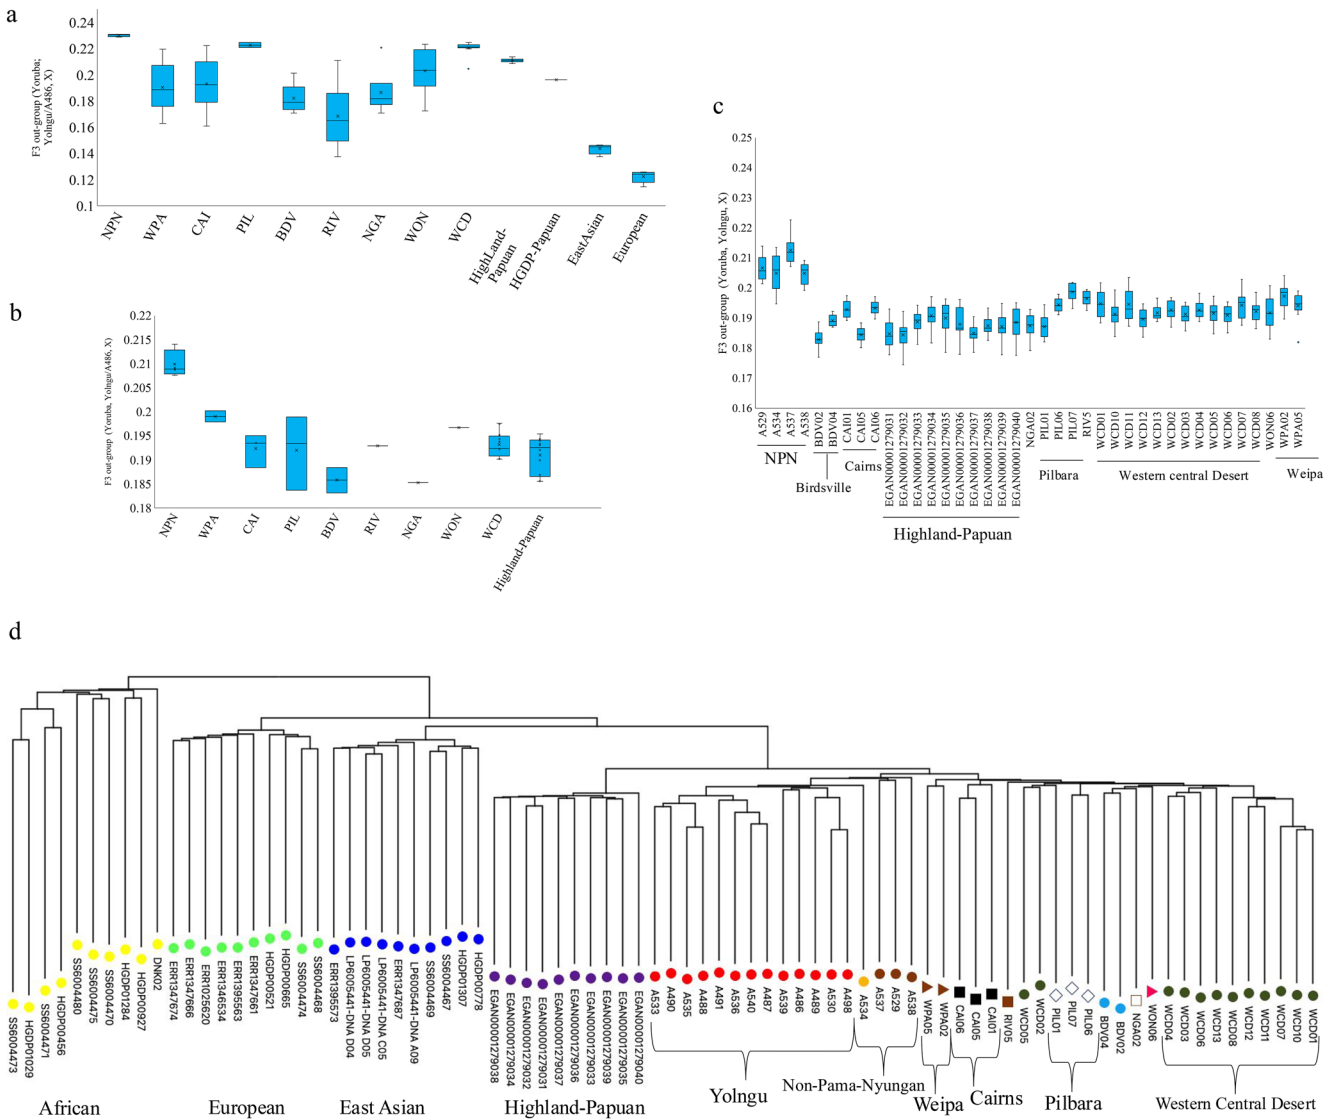 a
F3 out-group (Yoruba;
Yolngu/A486, X)
0.24
0.22
0.2
0.18
0.16
0.14
0.12
0.1
NPN
WPA
CAI
PIL
BDV
RIV
NGA
WON
WCD
HighLand-
Papuan
HGDP-Papuan
EastAsian
European
b
F3 out-group (Yoruba, Yolngu/A486, X)
0.22
0.215
0.21
0.205
0.2
0.195
0.19
0.185
0.18
NPN
WPA
CAI
PIL
BDV
RIV
NGA
WON
WCD
Highland-Papuan
c
F3 out-group (Yoruba, Yolngu, X)
0.25
0.24
0.23
0.22
0.21
0.2
0.19
0.18
0.17
0.16
A529
A534
A537
A538
BDV02
BDV04
CAI01
CAI05
CAI06
EGAN00001279031
EGAN00001279032
EGAN00001279033
EGAN00001279034
EGAN00001279035
EGAN00001279036
EGAN00001279037
EGAN00001279038
EGAN00001279039
EGAN00001279040
NGA02
PIL01
PIL06
PIL07
RIV5
WCD01
WCD10
WCD11
WCD12
WCD13
WCD02
WCD03
WCD04
WCD05
WCD06
WCD07
WCD08
WON06
WPA02
WPA05
NPN
Birdsville
Cairns
Highland-Papuan
Pilbara
Western central Desert
Weipa
d
SS6004473
HGDP01029
SS6004471
HGDP00456
SS6004480
SS6004475
SS6004470
HGDP01284
HGDP00927
DNK02
ERR1347674
ERR1347666
ERR1025620
ERR1346534
ERR1395563
ERR1347661
HGDP00521
HGDP00665
SS6004474
SS6004468
ERR1395573
LP6005441-DNA_D04
LP6005441-DNA_D05
LP6005441-DNA_C05
ERR1347687
LP6005441-DNA_A09
SS6004469
SS6004467
HGDP01307
HGDP00778
EGAN00001279038
EGAN00001279034
EGAN00001279032
EGAN00001279031
EGAN00001279037
EGAN00001279036
EGAN00001279033
EGAN00001279039
EGAN00001279035
EGAN00001279040
A533
A490
A535
A488
A491
A536
A540
A487
A539
A486
A489
A530
A498
A534
A537
A529
A538
WPA05
WPA02
CAI06
CAI05
CAI01
RIV05
WCD05
WCD02
PIL01
PIL07
PIL06
BDV04
BDV02
NGA02
WON06
WCD04
WCD03
WCD06
WCD13
WCD08
WCD12
WCD11
WCD07
WCD10
WCD01
African
European
East Asian
Highland-Papuan
Yolngu
Non-Pama-Nyungan
Weipa
Cairns
Pilbara
Western Central Desert